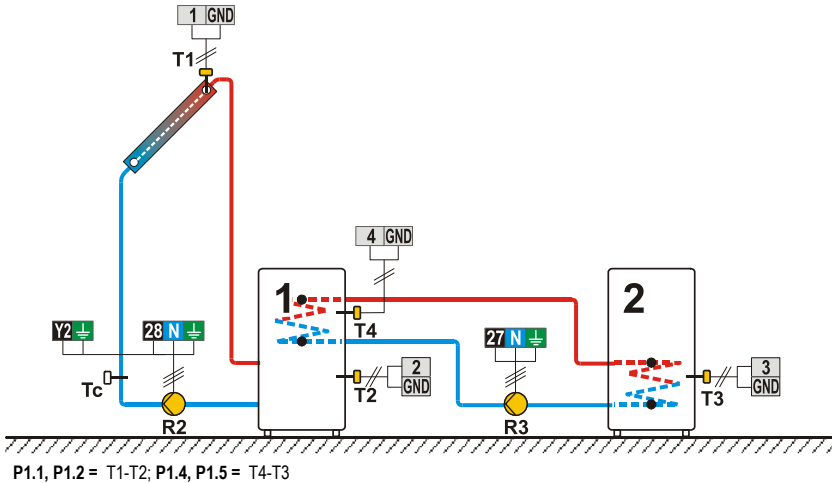 1 GND
T1
4 GND
1
2
Y2
28 N
27 N
T4
2
GND
3
GND
Tc
T2
T3
R2
R3
P1.1, P1.2 = T1-T2; P1.4, P1.5 = T4-T3